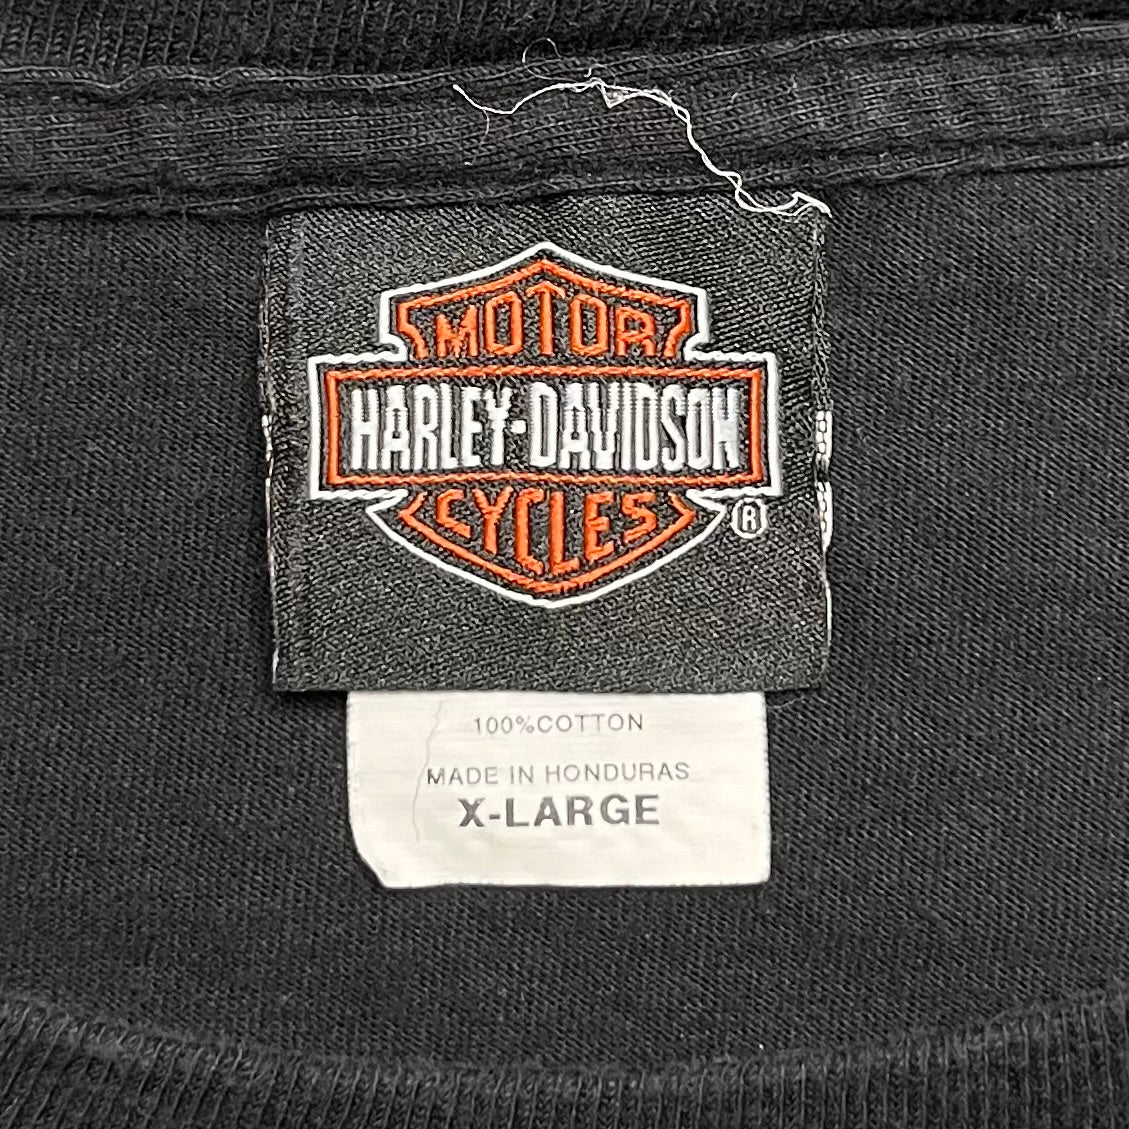 MOTOR
HARLEY-DAVIDSON
CYCLES
®
100%COTTON
MADE IN HONDURAS
X-LARGE